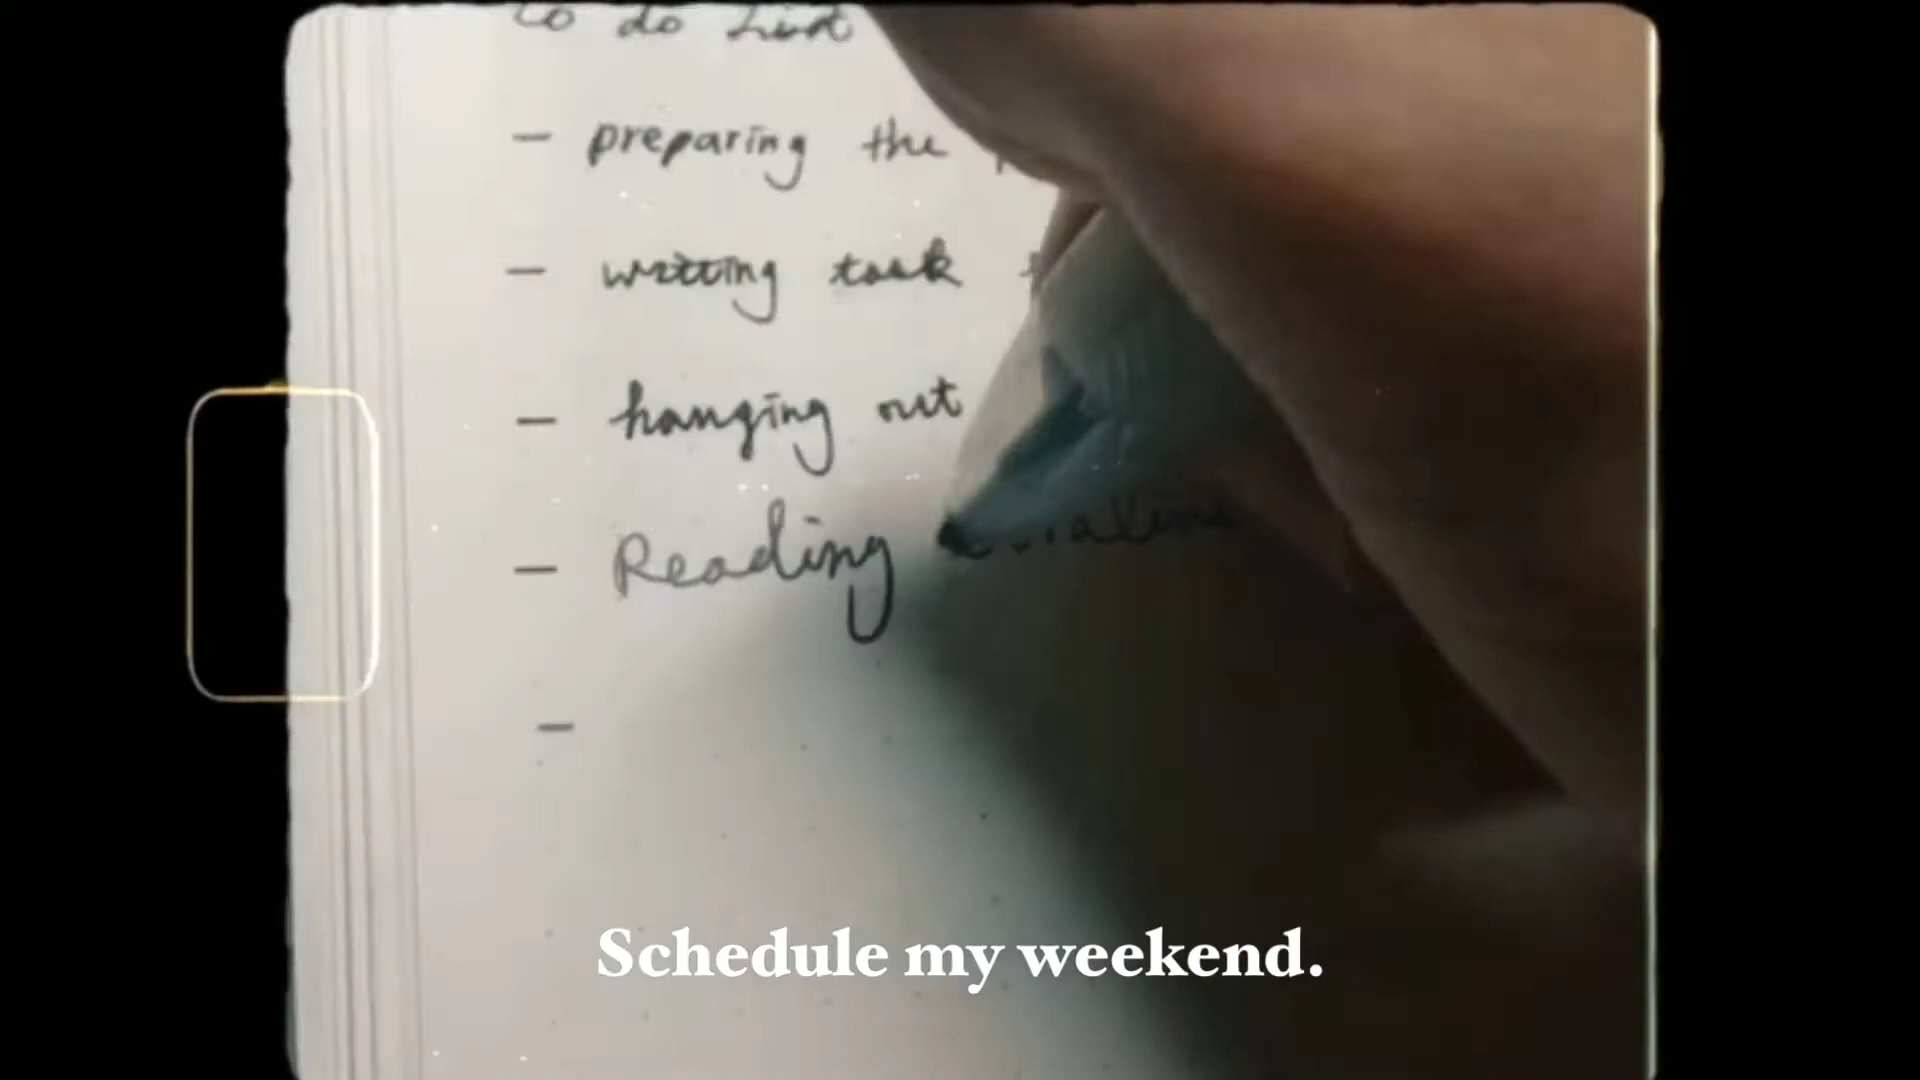 to do List
- preparing the
- writting task
- hanging out
- Reading
-
Schedule my weekend.